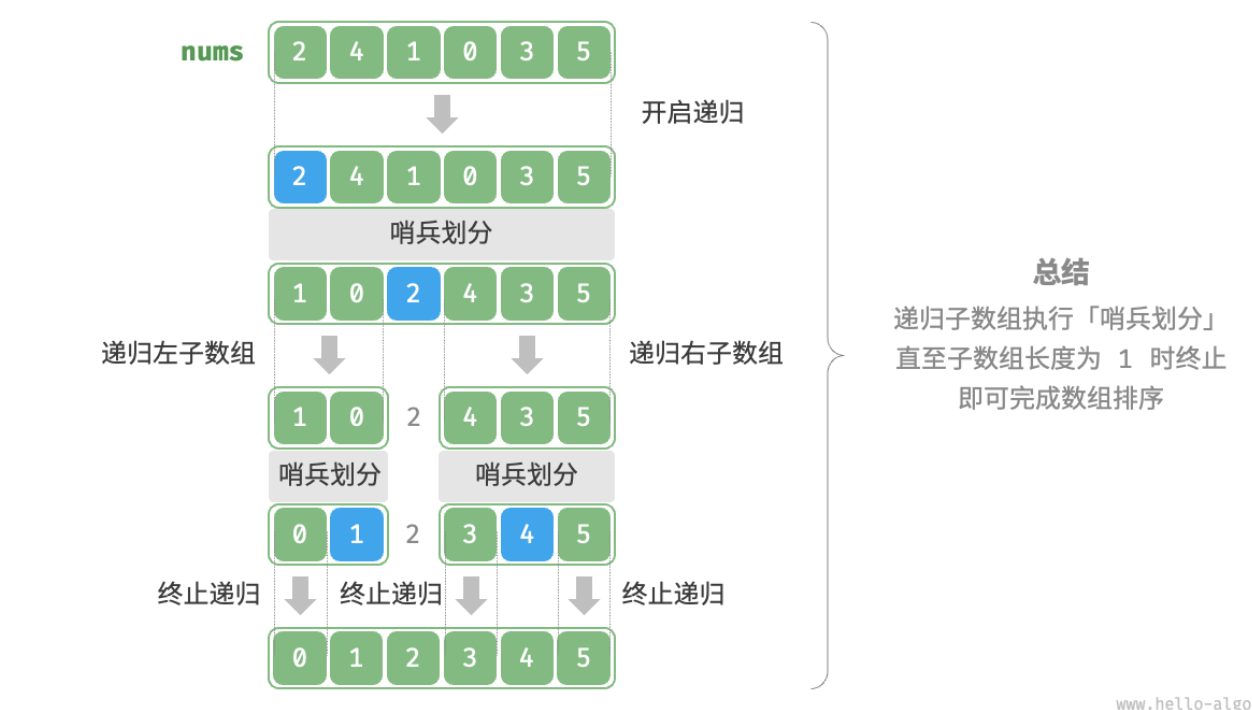 nums 2 4 1 0 3 5
开启递归
2 4 1 0 3 5
哨兵划分
1 0 2 4 3 5
递归左子数组 递归右子数组
1 0 2 4 3 5
哨兵划分 哨兵划分
0 1 2 3 4 5
终止递归 终止递归 终止递归
0 1 2 3 4 5
总结
递归子数组执行「哨兵划分」
直至子数组长度为 1 时终止
即可完成数组排序
www.hello-algo